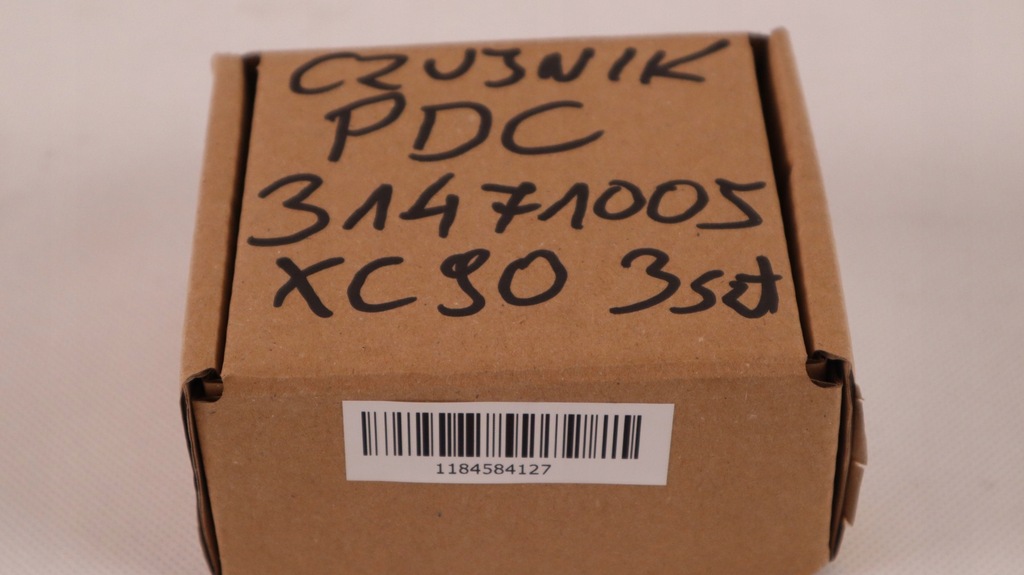 CZUJNIK
PDC
31471005
XC90 3szt
1184584127